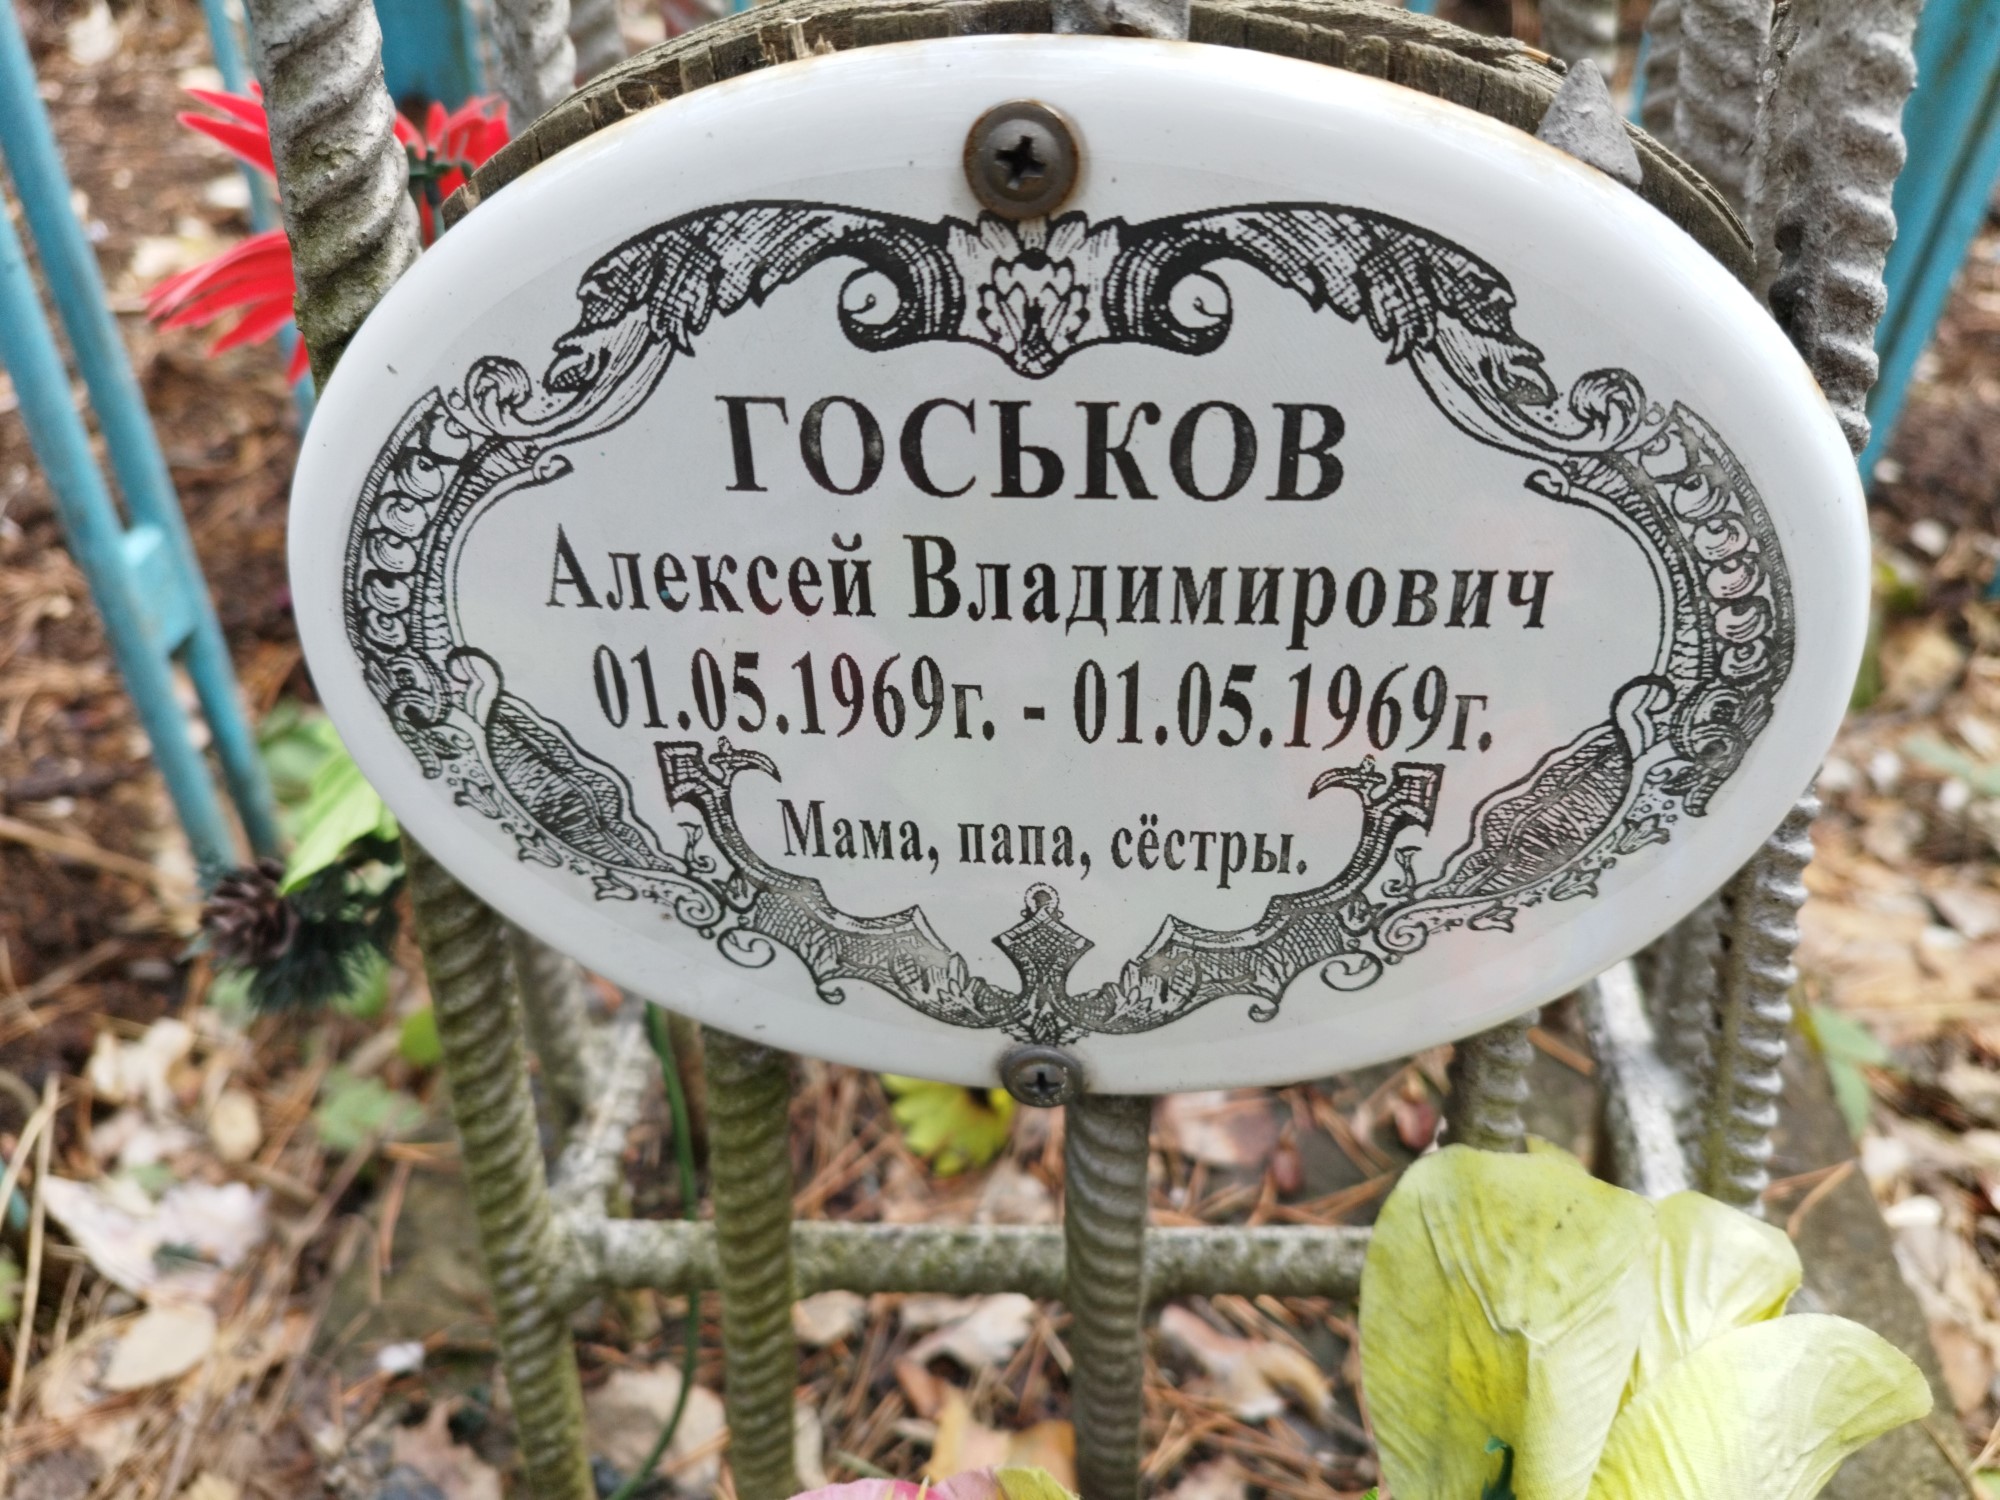 ГОСЬКОВ
Алексей Владимирович
01.05.1969г. - 01.05.1969г.
Мама, папа, сёстры.